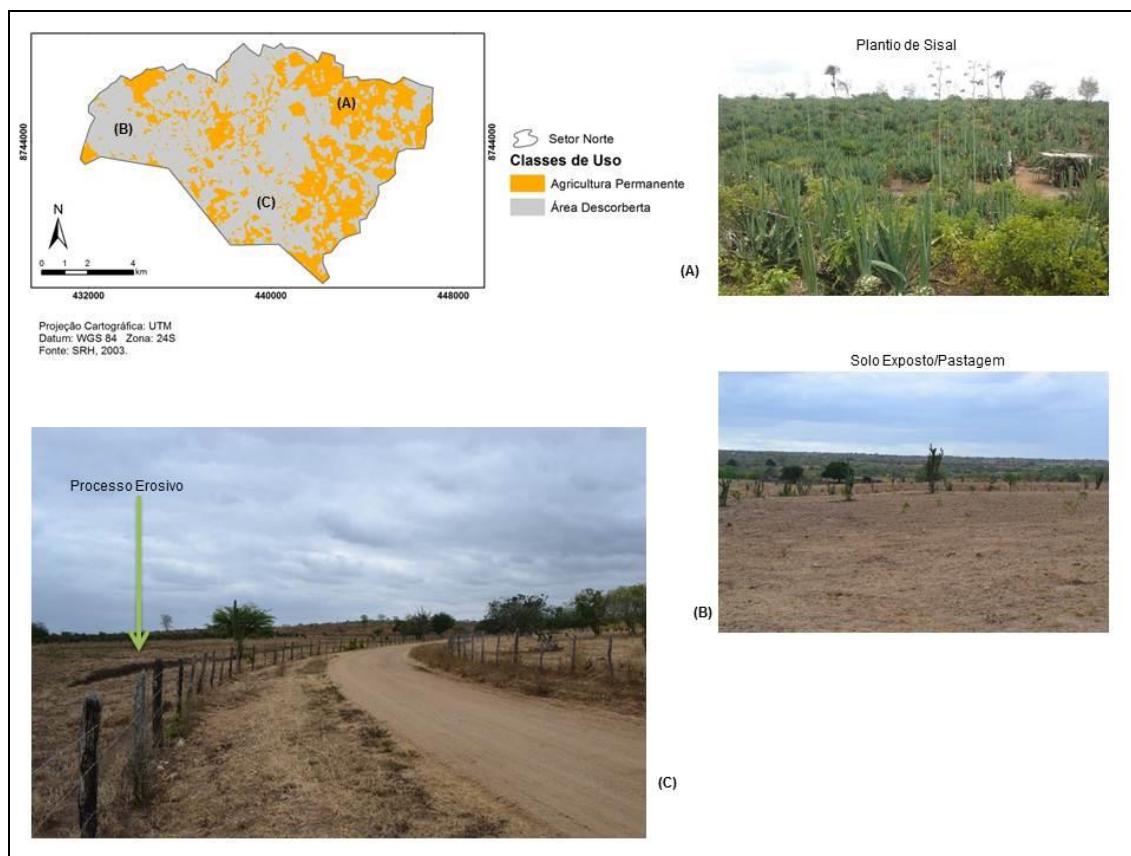 (A)
(B)
(C)
8744000
8744000
N
0 1 2 4
km
432000
440000
448000
Setor Norte
Classes de Uso
Agricultura Permanente
Área Descorberta
Projeção Cartográfica: UTM
Datum: WGS 84 Zona: 24S
Fonte: SRH, 2003.
Plantio de Sisal
(A)
Solo Exposto/Pastagem
(B)
Processo Erosivo
(C)